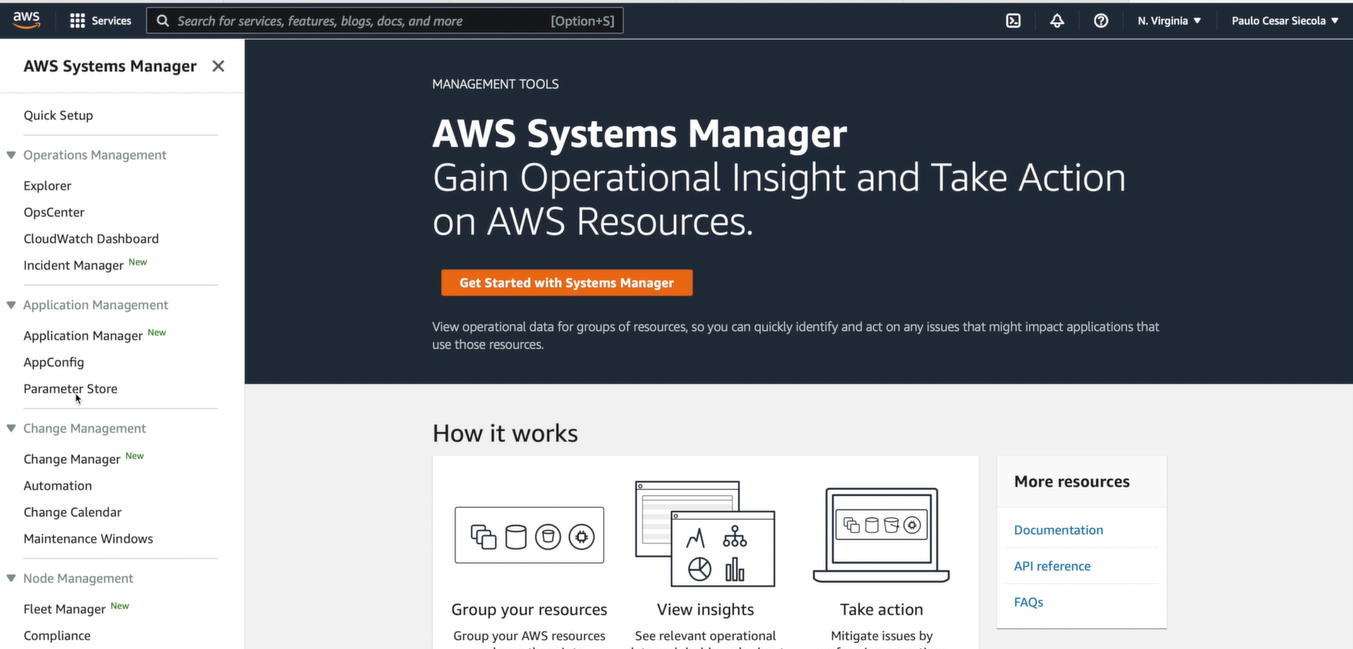 aws
Services
Search for services, features, blogs, docs, and more
[Option+S]
N. Virginia
Paulo Cesar Siecola
AWS Systems Manager
Quick Setup
Operations Management
Explorer
OpsCenter
CloudWatch Dashboard
Incident Manager New
Application Management
Application Manager New
AppConfig
Parameter Store
Change Management
Change Manager New
Automation
Change Calendar
Maintenance Windows
Node Management
Fleet Manager New
Compliance
MANAGEMENT TOOLS
AWS Systems Manager
Gain Operational Insight and Take Action
on AWS Resources.
Get Started with Systems Manager
View operational data for groups of resources, so you can quickly identify and act on any issues that might impact applications that
use those resources.
How it works
Group your resources
Group your AWS resources
View insights
See relevant operational
Take action
Mitigate issues by
More resources
Documentation
API reference
FAQs